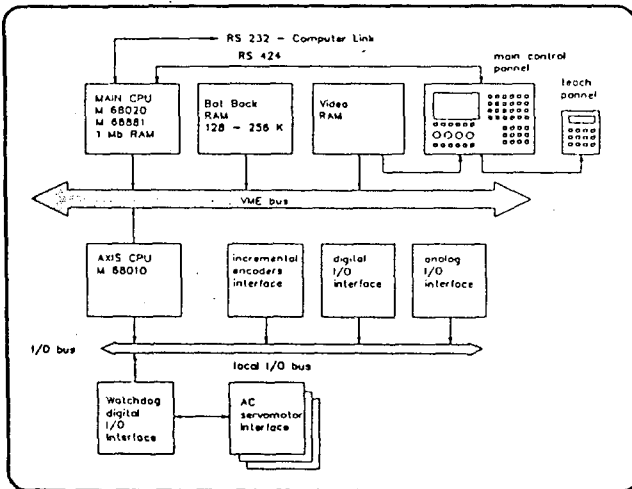 RS 232 - Computer Link
RS 424
main control
pannel
teach
pannel
MAIN CPU
M 68020
M 68881
1 Mb RAM
Bat Back
RAM
128 - 256 K
Video
RAM
VME bus
AXIS CPU
M 68010
incremental
encoders
interface
digital
I/O
interface
analog
I/O
interface
I/O bus
local I/O bus
Watchdog
digital
I/O
Interface
AC
servomotor
Interface